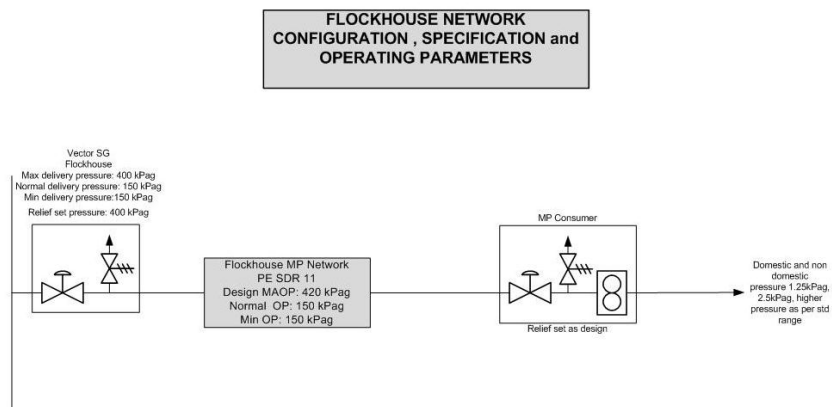 FLOCKHOUSE NETWORK
CONFIGURATION , SPECIFICATION and
OPERATING PARAMETERS
Vector SG
Flockhouse
Max delivery pressure: 400 kPag
Normal delivery pressure: 150 kPag
Min delivery pressure:150 kPag
Relief set pressure: 400 kPag
Flockhouse MP Network
PE SDR 11
Design MAOP: 420 kPag
Normal OP: 150 kPag
Min OP: 150 kPag
MP Consumer
Relief set as design
Domestic and non
domestic
pressure 1.25kPag,
2.5kPag, higher
pressure as per std
range